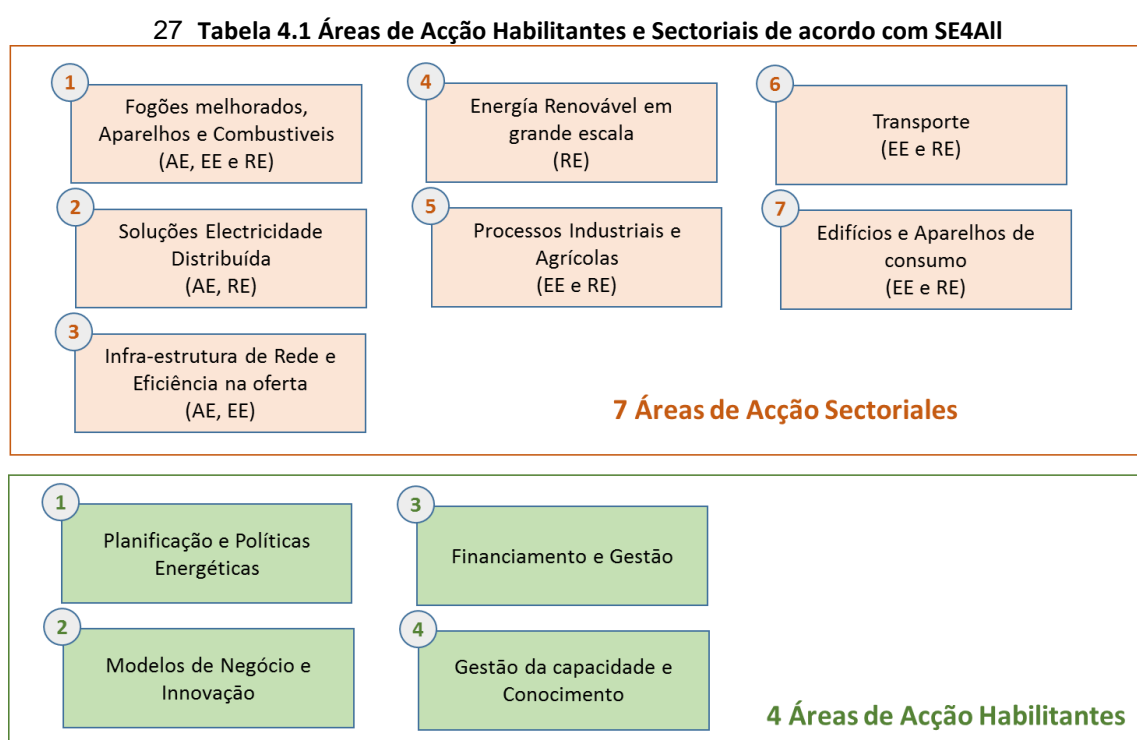 27 Tabela 4.1 Áreas de Acção Habilitantes e Sectoriais de acordo com SE4All
1
Fogões melhorados,
Aparelhos e Combustiveis
(AE, EE e RE)
2
Soluções Electricidade
Distribuída
(AE, RE)
3
Infra-estrutura de Rede e
Eficiência na oferta
(AE, EE)
4
Energía Renovável em
grande escala
(RE)
5
Processos Industriais e
Agrícolas
(EE e RE)
6
Transporte
(EE e RE)
7
Edifícios e Aparelhos de
consumo
(EE e RE)
7 Áreas de Acção Sectoriales
1
Planificação e Políticas
Energéticas
2
Modelos de Negócio e
Innovação
3
Financiamento e Gestão
4
Gestão da capacidade e
Conocimento
4 Áreas de Acção Habilitantes